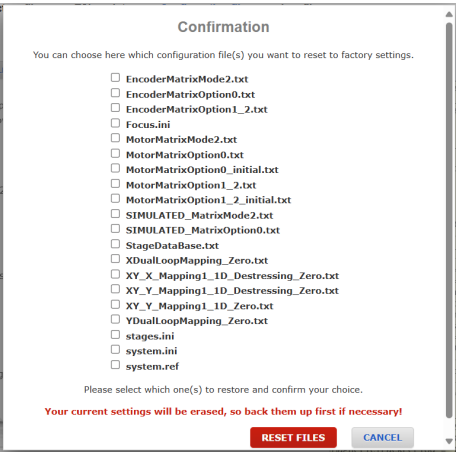 Confirmation
You can choose here which configuration file(s) you want to reset to factory settings.
EncoderMatrixMode2.txt
EncoderMatrixOption0.txt
EncoderMatrixOption1_2.txt
Focus.ini
MotorMatrixMode2.txt
MotorMatrixOption0.txt
MotorMatrixOption0_initial.txt
MotorMatrixOption1_2.txt
MotorMatrixOption1_2_initial.txt
SIMULATED_MatrixMode2.txt
SIMULATED_MatrixOption0.txt
StageDataBase.txt
XDualLoopMapping_Zero.txt
XY_X_Mapping1_1D_Destressing_Zero.txt
XY_Y_Mapping1_1D_Destressing_Zero.txt
XY_Y_Mapping1_1D_Zero.txt
YDualLoopMapping_Zero.txt
stages.ini
system.ini
system.ref
Please select which one(s) to restore and confirm your choice.
Your current settings will be erased, so back them up first if necessary!
RESET FILES CANCEL